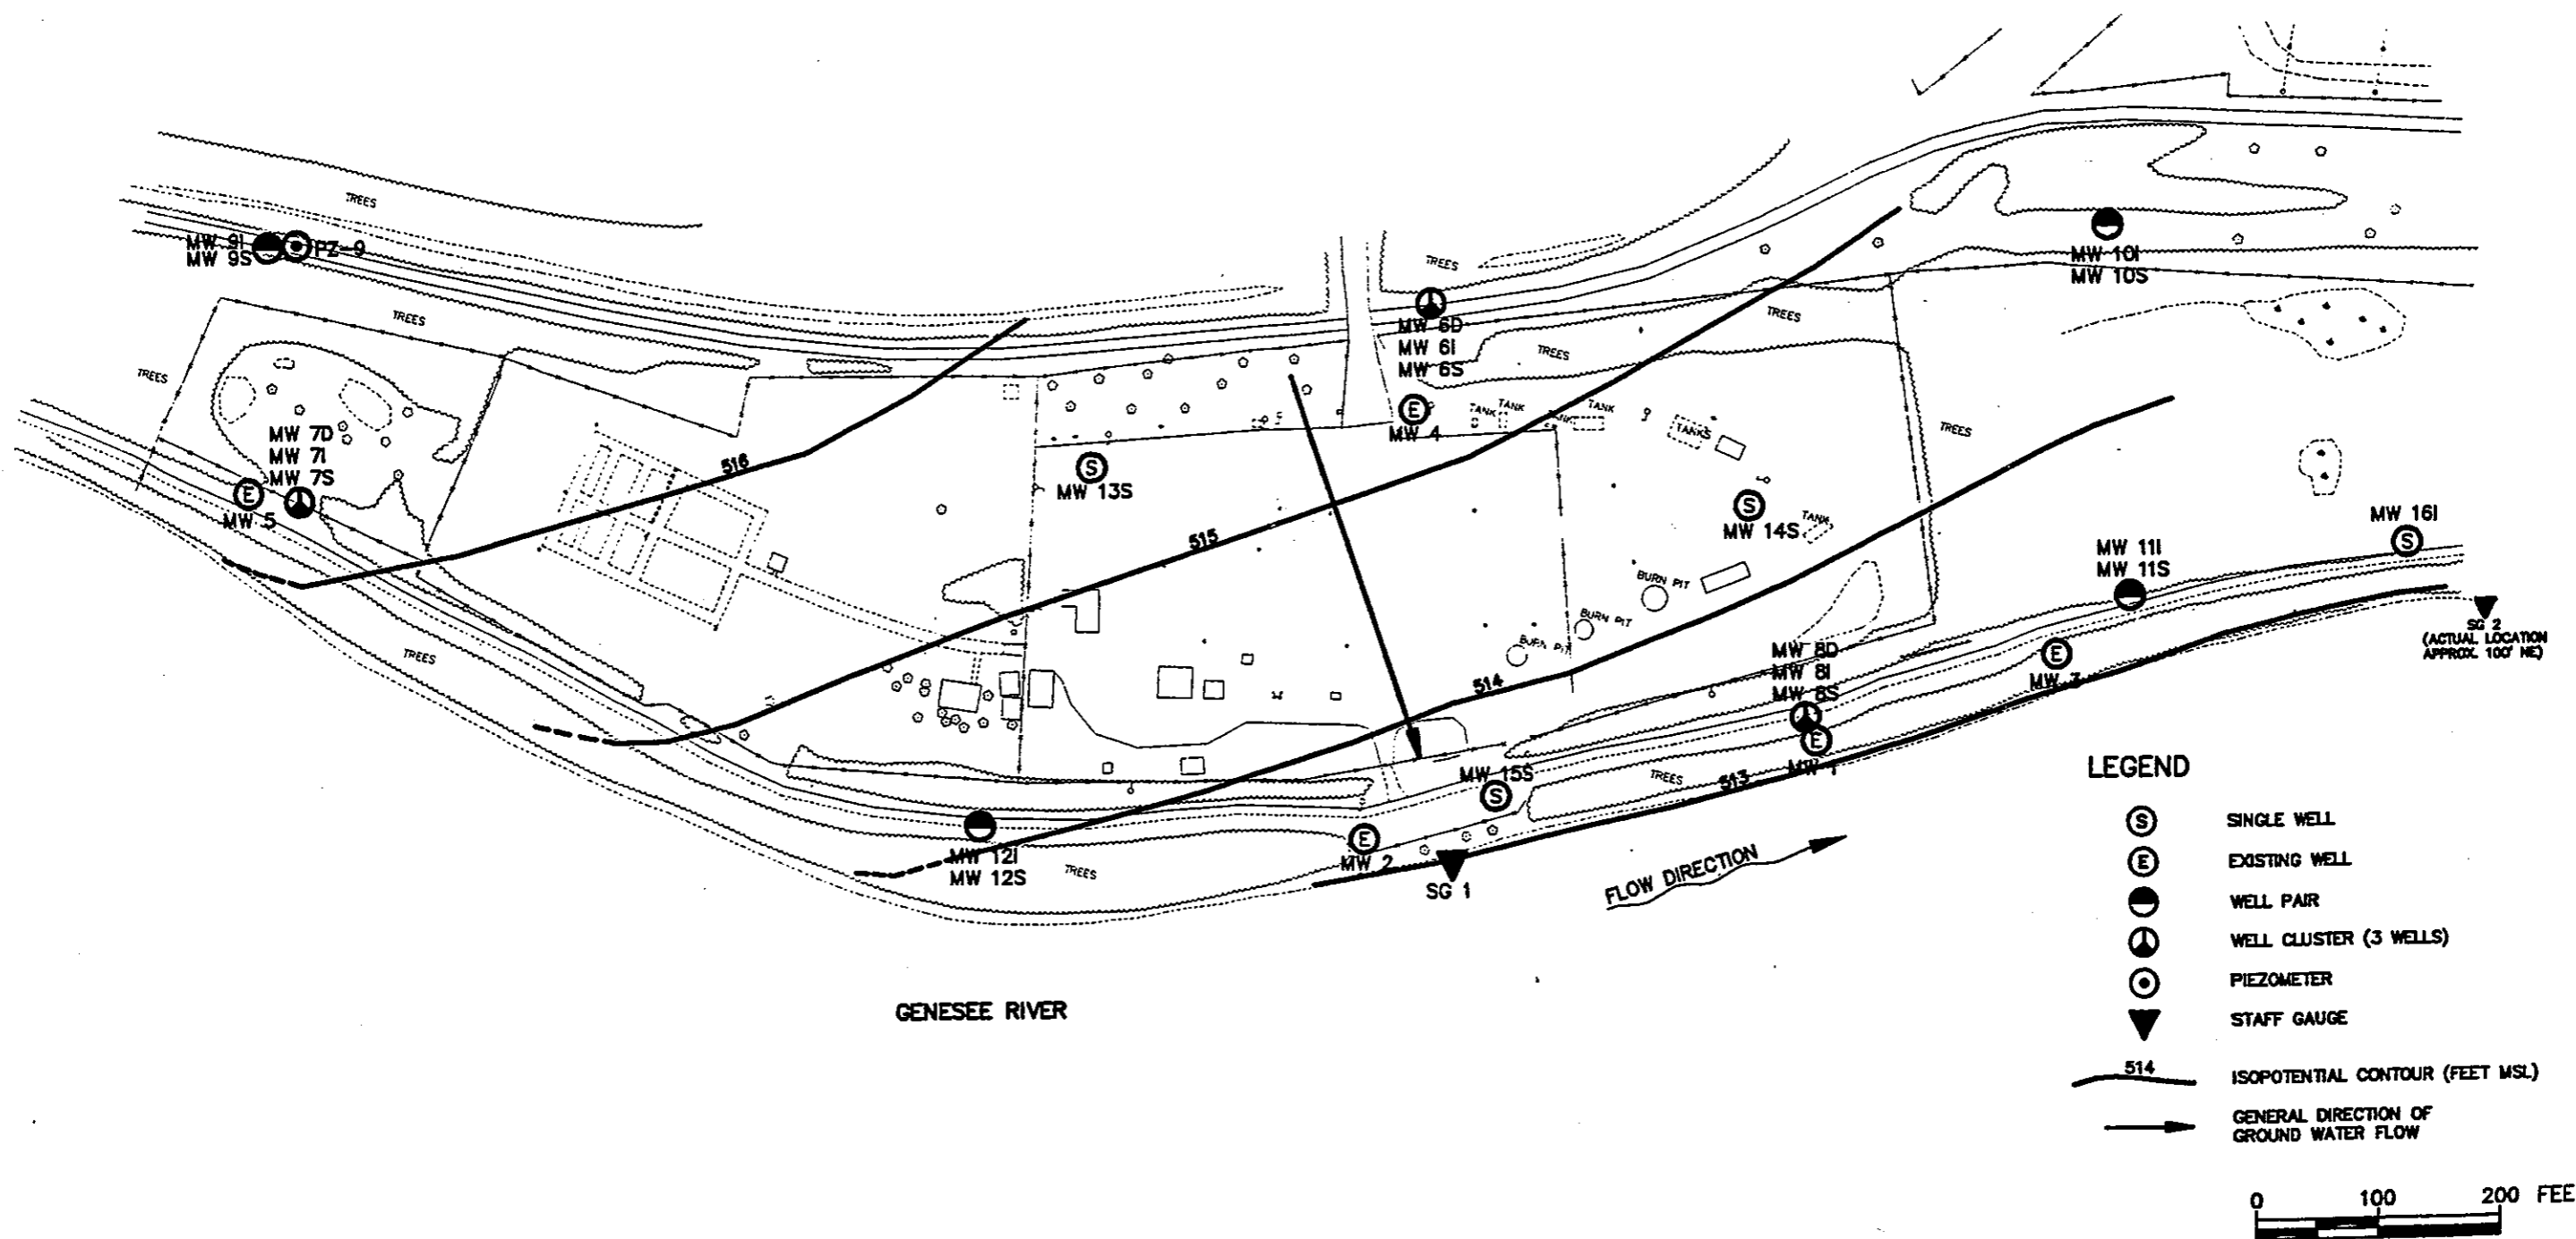 TREES
MW 9I
MW 9S
PZ-9
TREES
TREES
MW 7D
MW 7I
MW 7S
MW 5
E
516
TREES
S
MW 13S
515
TREES
MW 6D
MW 6I
MW 6S
TREES
E
MW 4
TANK
TANK
TANK
TANK
TANKS
TREES
MW 10I
MW 10S
TREES
S
MW 14S
TANK
BURN PIT
BURN PIT
BURN PIT
514
MW 16I
S
MW 11I
MW 11S
SG 2
(ACTUAL LOCATION
APPROX. 100' NE)
E
MW 3
MW 8D
MW 8I
MW 8S
E
MW 1
MW 15S
S
TREES
513
MW 12I
MW 12S
TREES
E
MW 2
SG 1
FLOW DIRECTION
GENESEE RIVER
LEGEND
S SINGLE WELL
E EXISTING WELL
WELL PAIR
WELL CLUSTER (3 WELLS)
PIEZOMETER
STAFF GAUGE
514 ISOPOTENTIAL CONTOUR (FEET MSL)
GENERAL DIRECTION OF
GROUND WATER FLOW
0 100 200 FEE